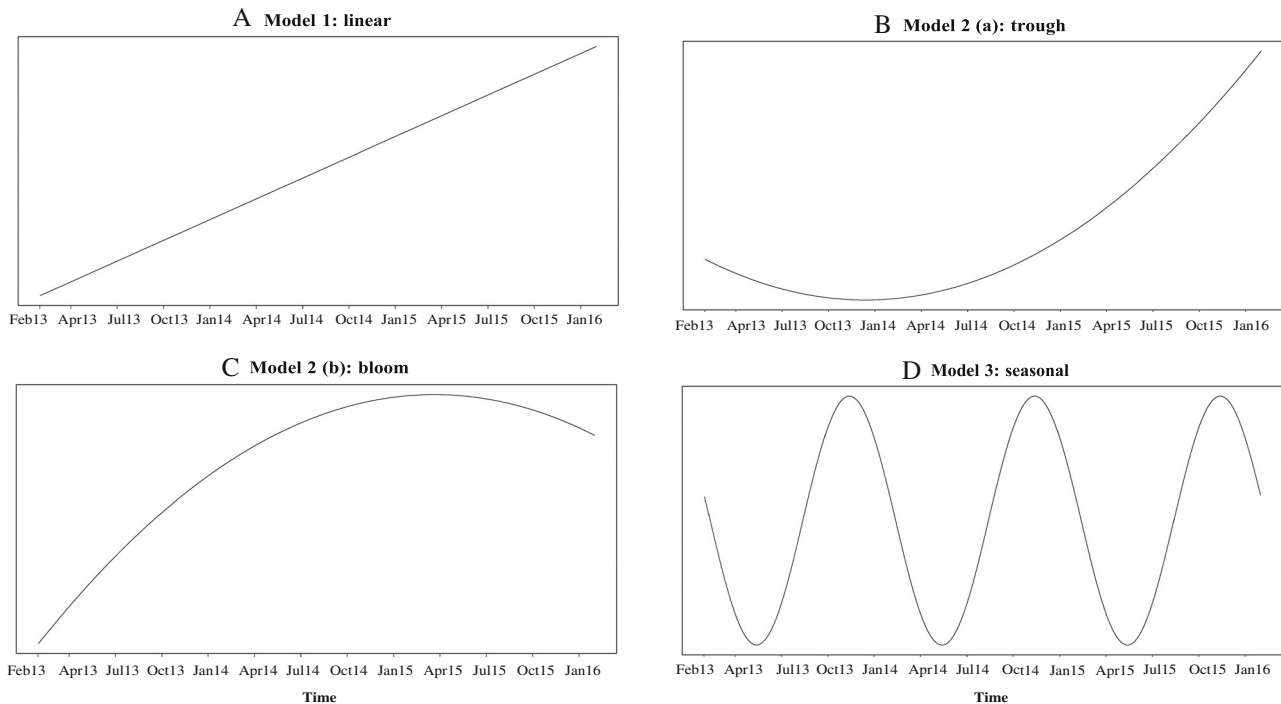 A Model 1: linear
Feb13 Apr13 Jul13 Oct13 Jan14 Apr14 Jul14 Oct14 Jan15 Apr15 Jul15 Oct15 Jan16
B Model 2 (a): trough
Feb13 Apr13 Jul13 Oct13 Jan14 Apr14 Jul14 Oct14 Jan15 Apr15 Jul15 Oct15 Jan16
C Model 2 (b): bloom
Feb13 Apr13 Jul13 Oct13 Jan14 Apr14 Jul14 Oct14 Jan15 Apr15 Jul15 Oct15 Jan16
Time
D Model 3: seasonal
Feb13 Apr13 Jul13 Oct13 Jan14 Apr14 Jul14 Oct14 Jan15 Apr15 Jul15 Oct15 Jan16
Time